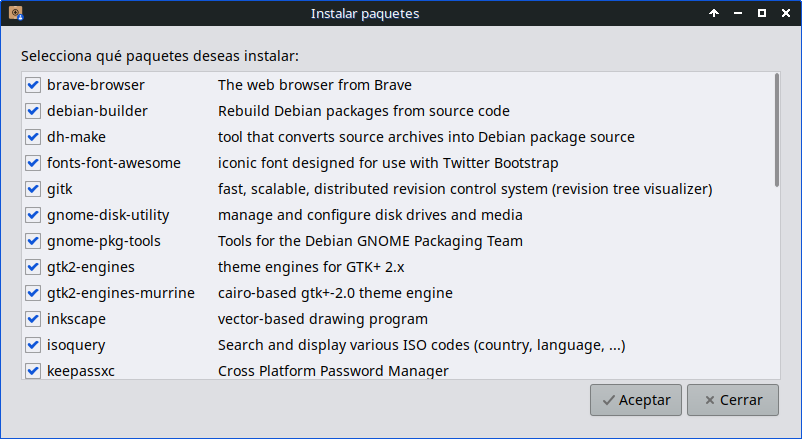 Instalar paquetes
Selecciona qué paquetes deseas instalar:
brave-browser The web browser from Brave
debian-builder Rebuild Debian packages from source code
dh-make tool that converts source archives into Debian package source
fonts-font-awesome iconic font designed for use with Twitter Bootstrap
gitk fast, scalable, distributed revision control system (revision tree visualizer)
gnome-disk-utility manage and configure disk drives and media
gnome-pkg-tools Tools for the Debian GNOME Packaging Team
gtk2-engines theme engines for GTK+ 2.x
gtk2-engines-murrine cairo-based gtk+-2.0 theme engine
inkscape vector-based drawing program
isoquery Search and display various ISO codes (country, language, ...)
keepassxc Cross Platform Password Manager
Aceptar Cerrar